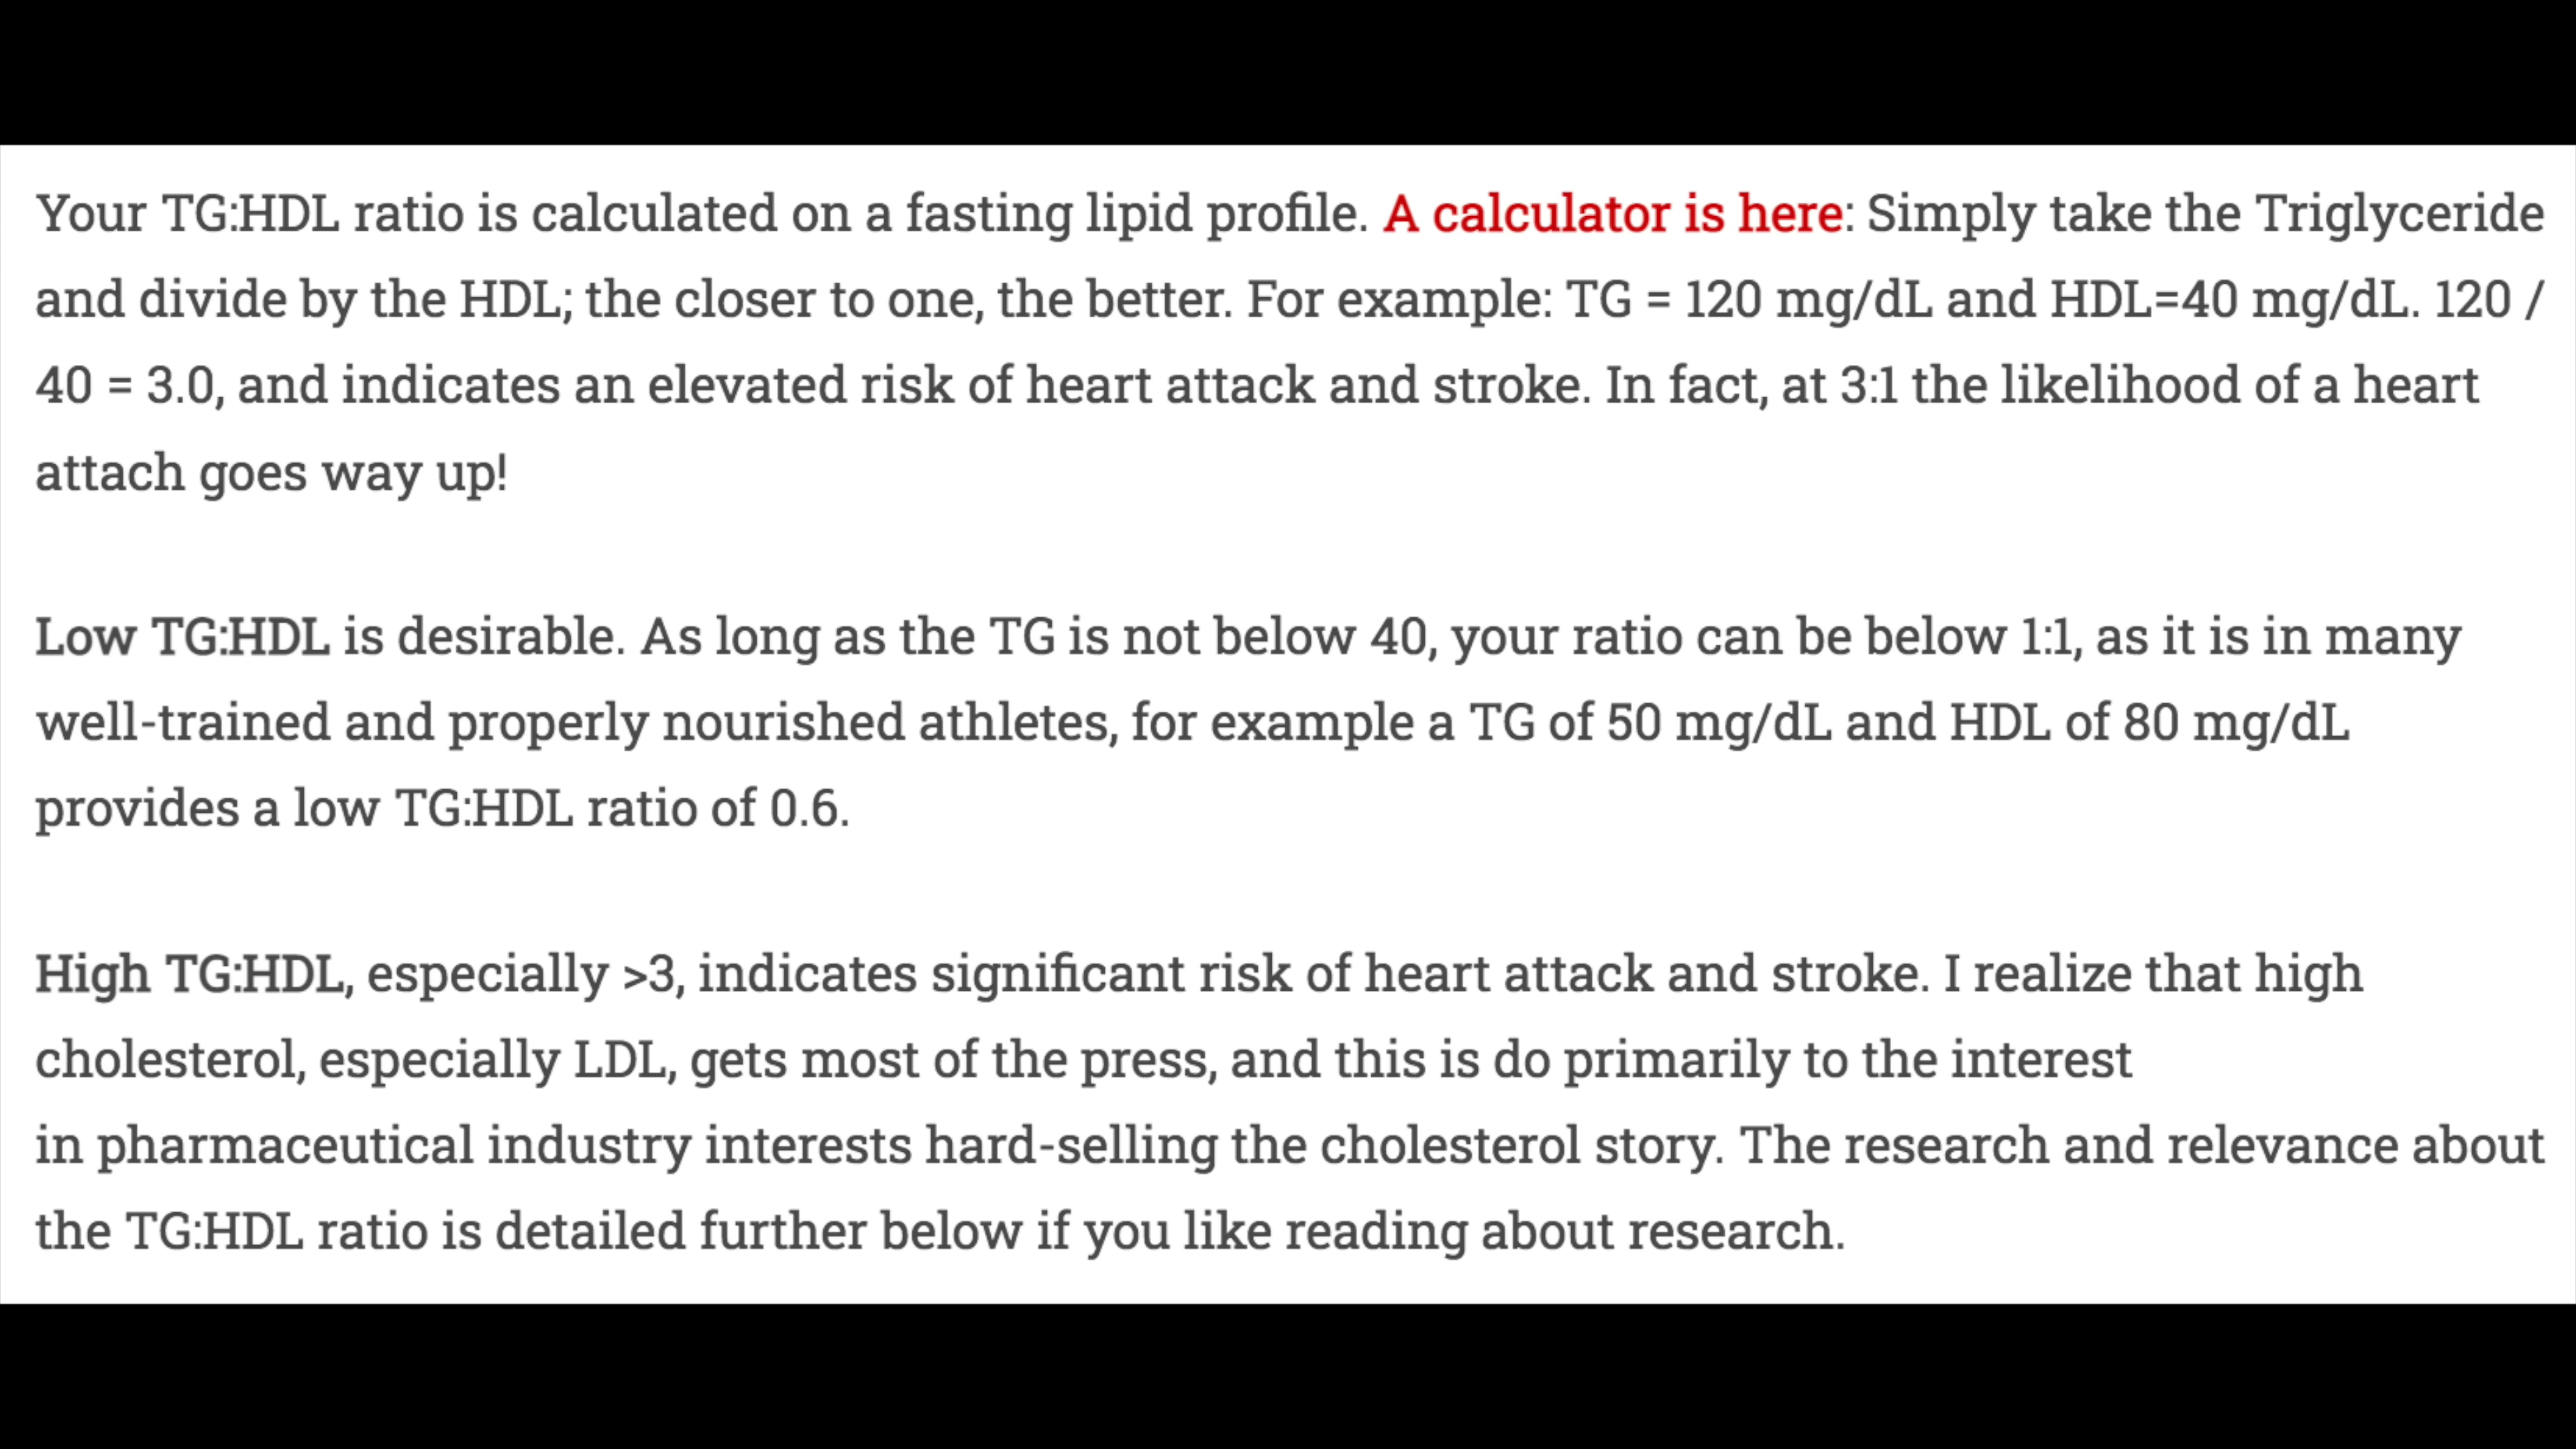 Your TG:HDL ratio is calculated on a fasting lipid profile. A calculator is here: Simply take the Triglyceride
and divide by the HDL; the closer to one, the better. For example: TG = 120 mg/dL and HDL=40 mg/dL. 120 /
40 = 3.0, and indicates an elevated risk of heart attack and stroke. In fact, at 3:1 the likelihood of a heart
attach goes way up!
Low TG:HDL is desirable. As long as the TG is not below 40, your ratio can be below 1:1, as it is in many
well-trained and properly nourished athletes, for example a TG of 50 mg/dL and HDL of 80 mg/dL
provides a low TG:HDL ratio of 0.6.
High TG:HDL, especially >3, indicates significant risk of heart attack and stroke. I realize that high
cholesterol, especially LDL, gets most of the press, and this is do primarily to the interest
in pharmaceutical industry interests hard-selling the cholesterol story. The research and relevance about
the TG:HDL ratio is detailed further below if you like reading about research.